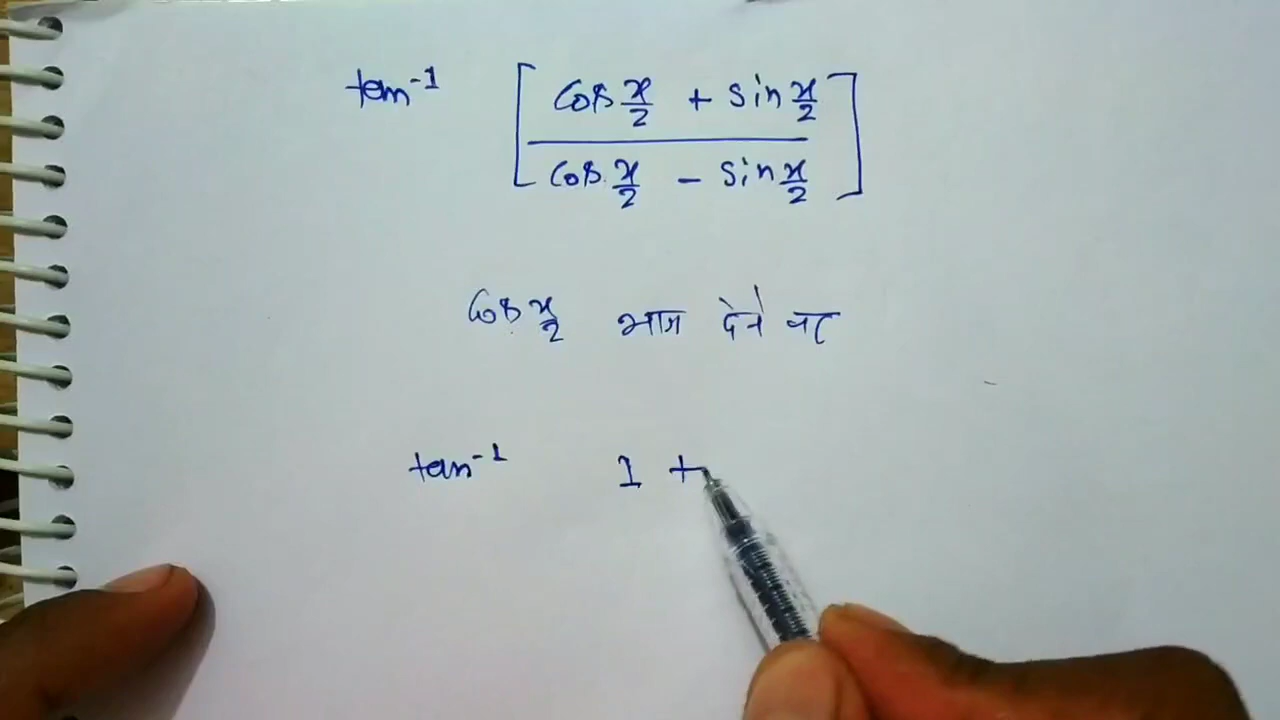 tan⁻¹ [ cos x/2 + sin x/2
cos x/2 - sin x/2 ]
cos x/2 भाग देने पर
tan⁻¹ 1 +